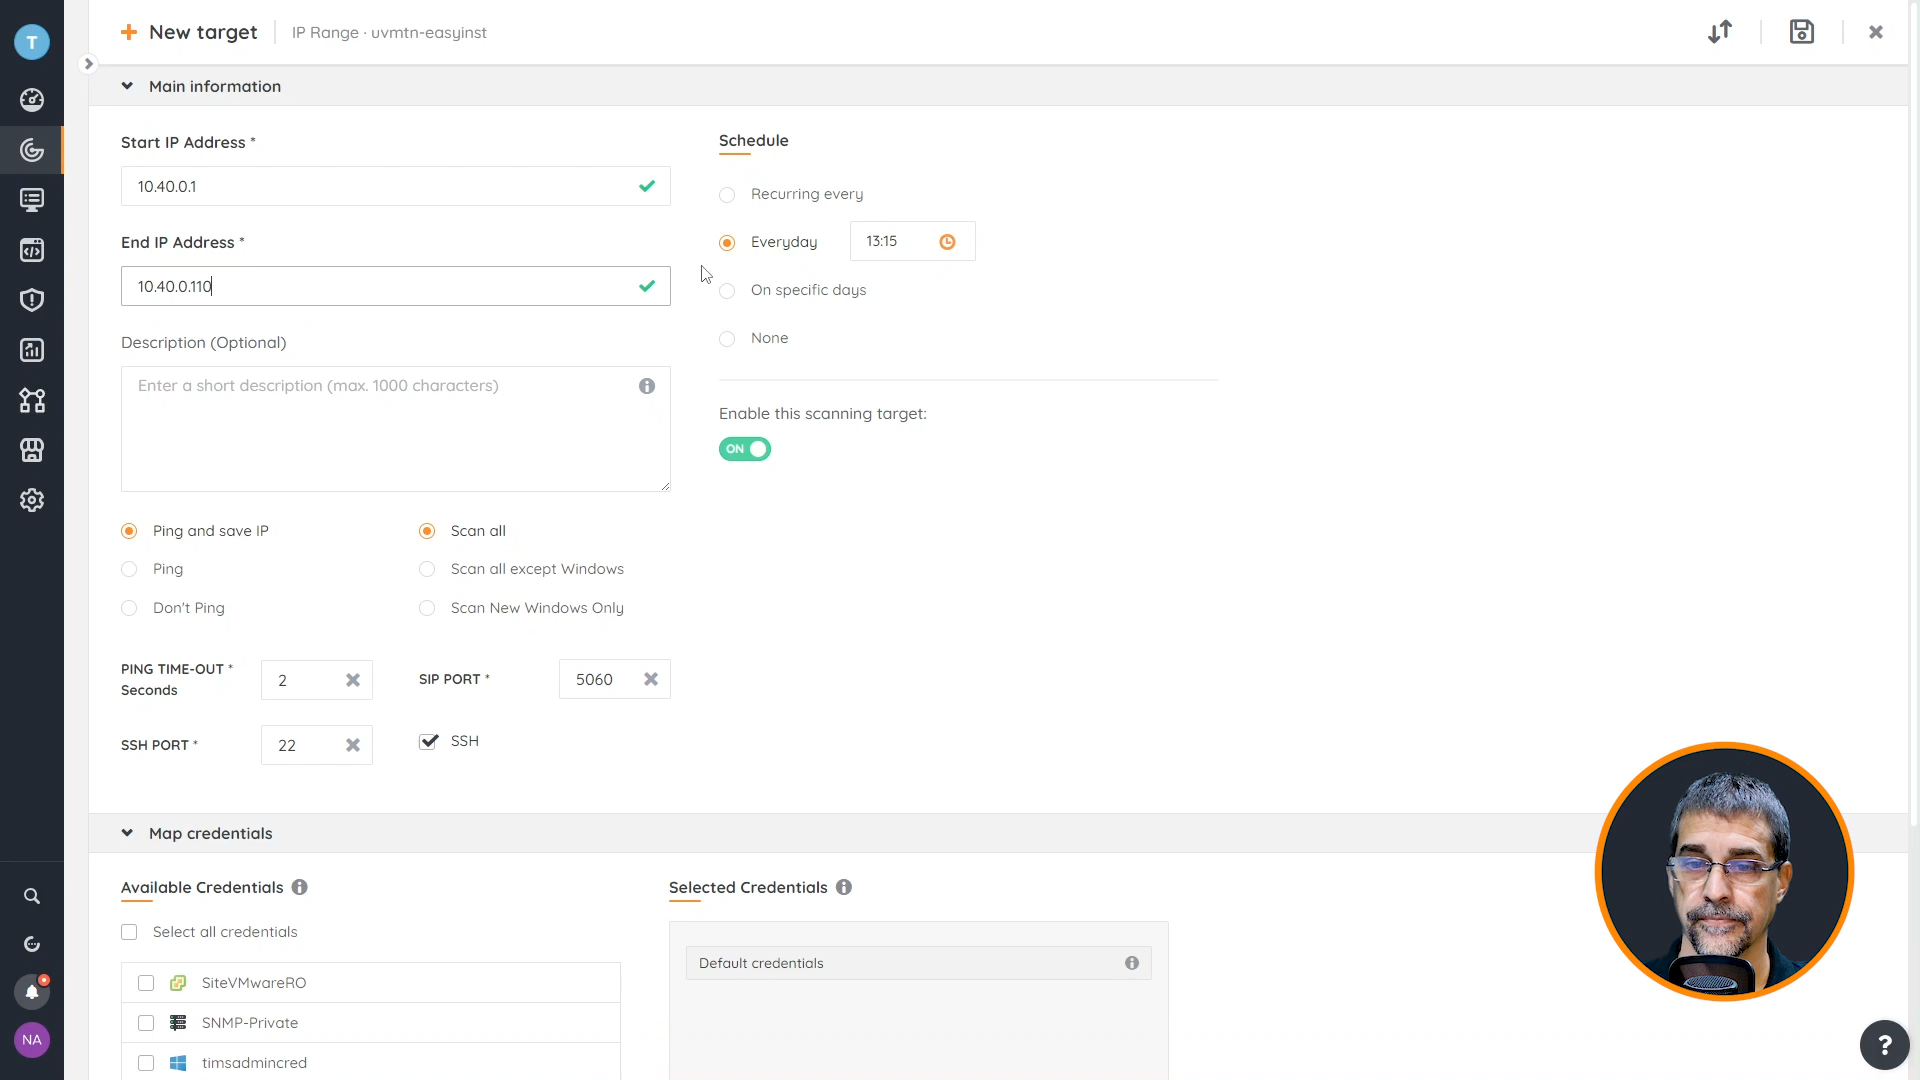 T
New target
IP Range · uvmtn-easyinst
Main information
Start IP Address *
10.40.0.1
End IP Address *
10.40.0.110
Description (Optional)
Enter a short description (max. 1000 characters)
Ping and save IP
Ping
Don't Ping
Scan all
Scan all except Windows
Scan New Windows Only
PING TIME-OUT *
Seconds
2
SIP PORT *
5060
SSH PORT *
22
SSH
Schedule
Recurring every
Everyday
13:15
On specific days
None
Enable this scanning target:
ON
Map credentials
Available Credentials
Select all credentials
SiteVMwareRO
SNMP-Private
timsadmincred
Selected Credentials
Default credentials
NA
?